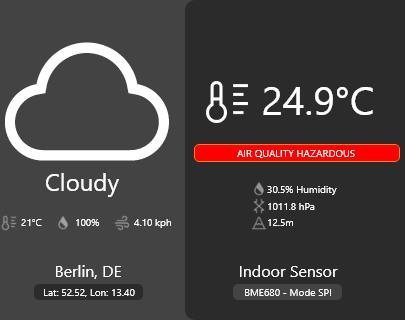 Cloudy
21°C 100% 4.10 kph
Berlin, DE
Lat: 52.52, Lon: 13.40
24.9°C
AIR QUALITY HAZARDOUS
30.5% Humidity
1011.8 hPa
12.5m
Indoor Sensor
BME680 - Mode SPI